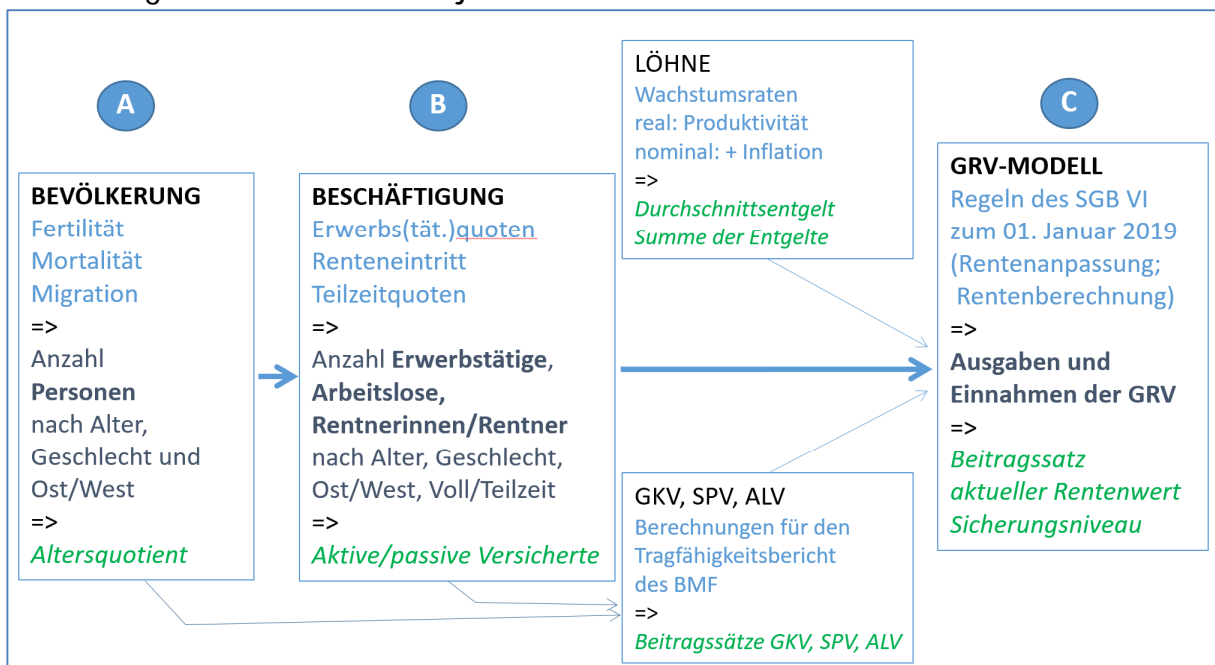 A
BEVÖLKERUNG
Fertilität
Mortalität
Migration
=>
Anzahl
Personen
nach Alter,
Geschlecht und
Ost/West
=>
Altersquotient
B
BESCHÄFTIGUNG
Erwerbs(tät.)quoten
Renteneintritt
Teilzeitquoten
=>
Anzahl Erwerbstätige,
Arbeitslose,
Rentnerinnen/Rentner
nach Alter, Geschlecht,
Ost/West, Voll/Teilzeit
=>
Aktive/passive Versicherte
LÖHNE
Wachstumsraten
real: Produktivität
nominal: + Inflation
=>
Durchschnittsentgelt
Summe der Entgelte
GKV, SPV, ALV
Berechnungen für den
Tragfähigkeitsbericht
des BMF
=>
Beitragssätze GKV, SPV, ALV
C
GRV-MODELL
Regeln des SGB VI
zum 01. Januar 2019
(Rentenanpassung;
Rentenberechnung)
=>
Ausgaben und
Einnahmen der GRV
=>
Beitragssatz
aktueller Rentenwert
Sicherungsniveau